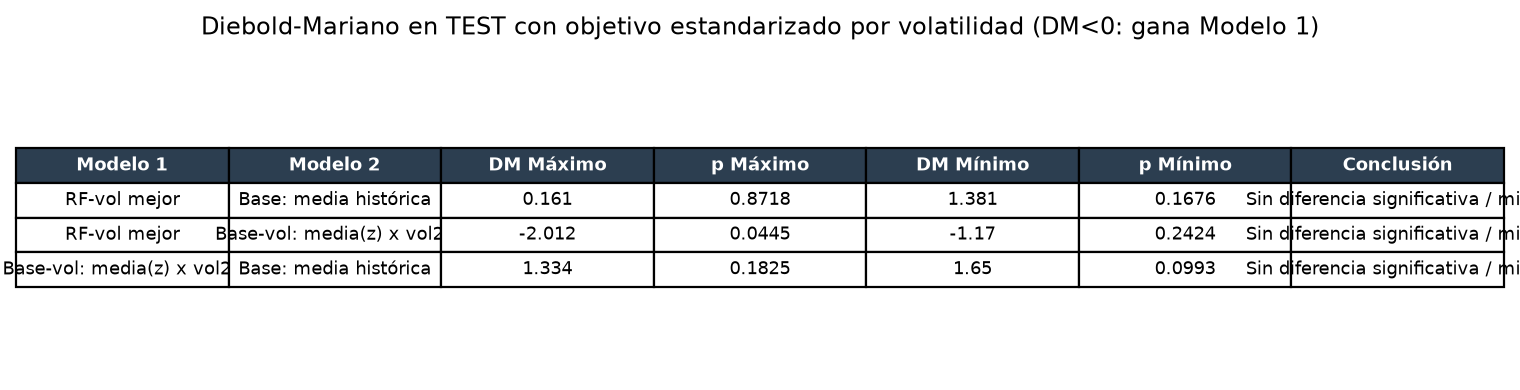 Diebold-Mariano en TEST con objetivo estandarizado por volatilidad (DM<0: gana Modelo 1)
Modelo 1 Modelo 2 DM Máximo p Máximo DM Mínimo p Mínimo Conclusión
RF-vol mejor Base: media histórica 0.161 0.8718 1.381 0.1676 Sin diferencia significativa / mi
RF-vol mejor Base-vol: media(z) x vol2 -2.012 0.0445 -1.17 0.2424 Sin diferencia significativa / mi
Base-vol: media(z) x vol2 Base: media histórica 1.334 0.1825 1.65 0.0993 Sin diferencia significativa / mi